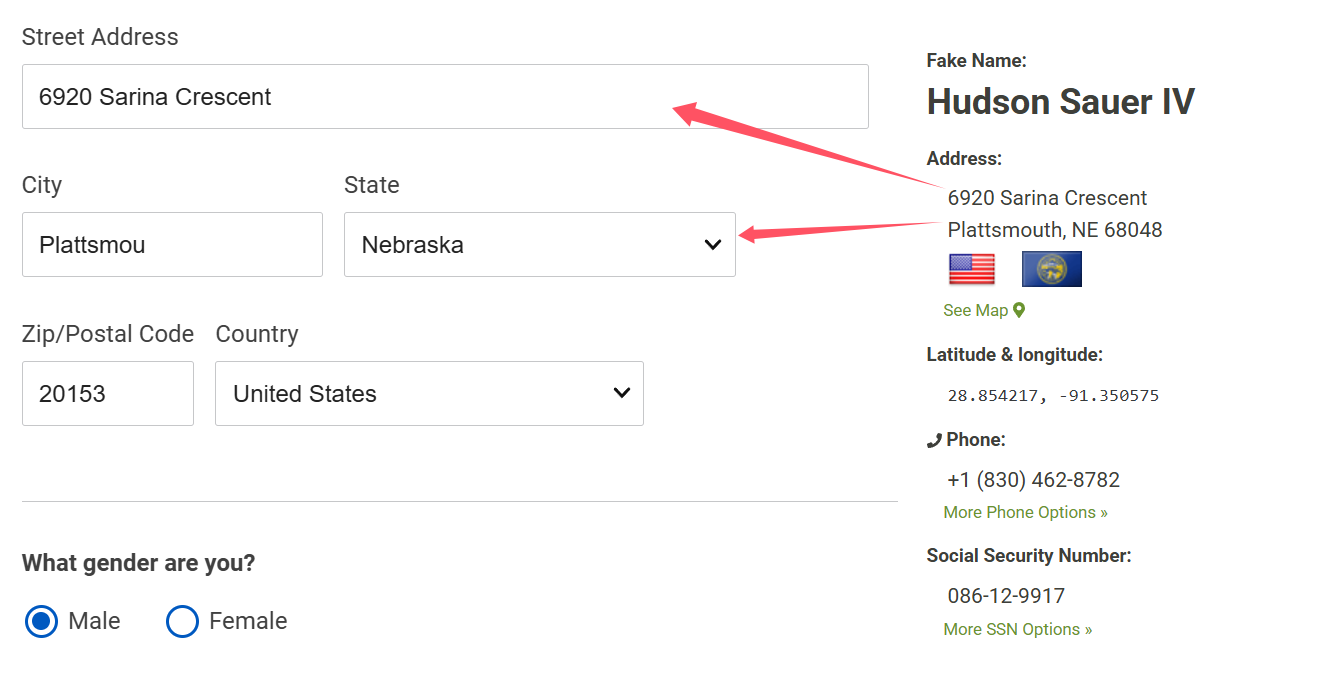 Street Address
6920 Sarina Crescent
City
State
Plattsmou
Nebraska
Zip/Postal Code
Country
20153
United States
What gender are you?
Male
Female
Fake Name:
Hudson Sauer IV
Address:
6920 Sarina Crescent
Plattsmouth, NE 68048
See Map
Latitude & longitude:
28.854217, -91.350575
Phone:
+1 (830) 462-8782
More Phone Options »
Social Security Number:
086-12-9917
More SSN Options »